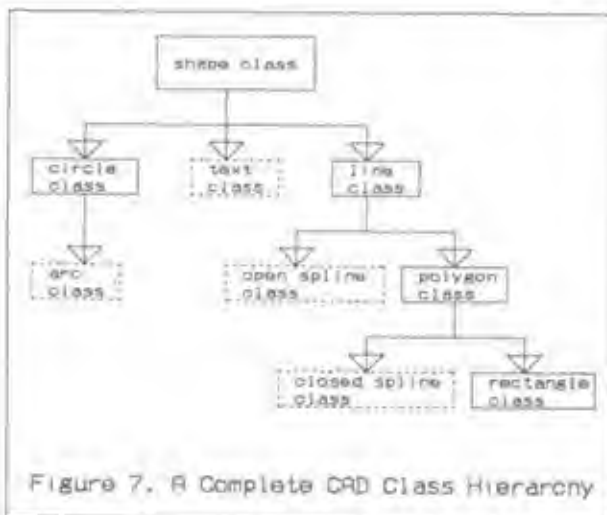 shape class
circle
class
text
class
line
class
arc
class
open spline
class
polygon
class
closed spline
class
rectangle
class
Figure 7. A Complete CAD Class Hierarchy